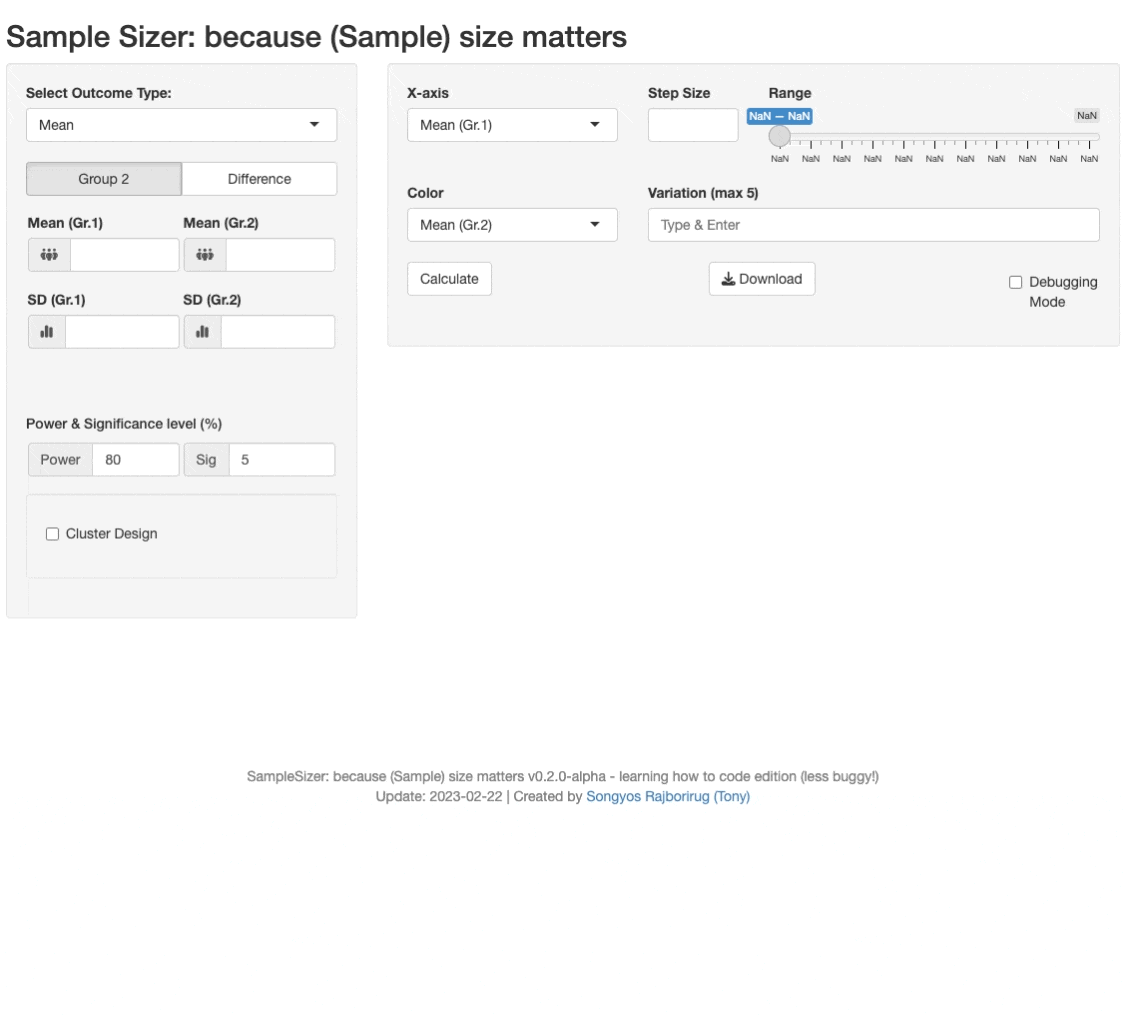 Sample Sizer: because (Sample) size matters
Select Outcome Type:
Mean
Group 2 Difference
Mean (Gr.1) Mean (Gr.2)
SD (Gr.1) SD (Gr.2)
Power & Significance level (%)
Power 80 Sig 5
Cluster Design
X-axis Step Size Range
Mean (Gr.1) NaN — NaN NaN
NaN NaN NaN NaN NaN NaN NaN NaN NaN NaN NaN
Color Variation (max 5)
Mean (Gr.2) Type & Enter
Calculate Download Debugging
Mode
SampleSizer: because (Sample) size matters v0.2.0-alpha - learning how to code edition (less buggy!)
Update: 2023-02-22 | Created by Songyos Rajborirug (Tony)